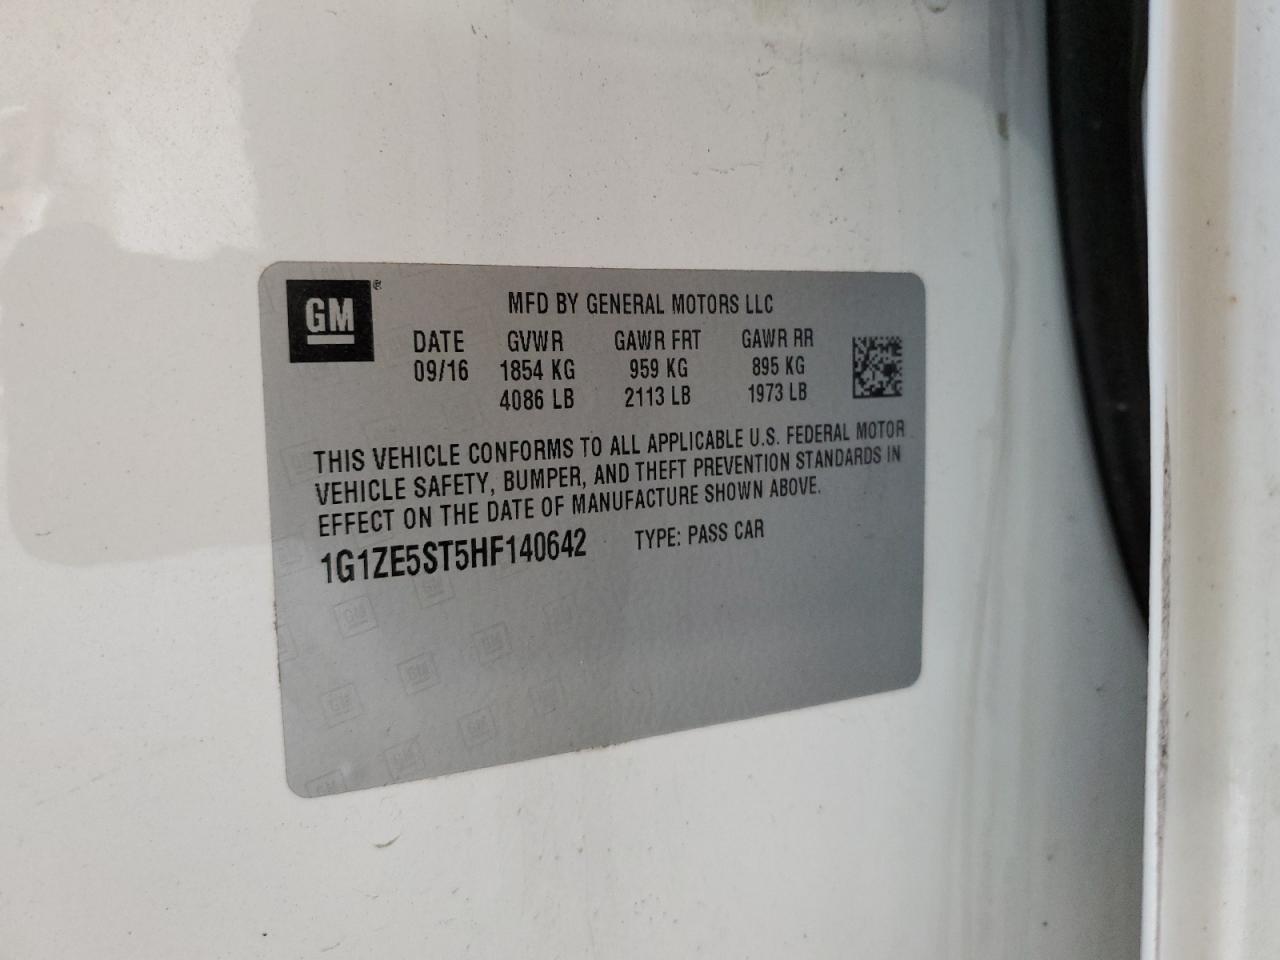 GM ®
MFD BY GENERAL MOTORS LLC
DATE GVWR GAWR FRT GAWR RR
09/16 1854 KG 959 KG 895 KG
4086 LB 2113 LB 1973 LB
THIS VEHICLE CONFORMS TO ALL APPLICABLE U.S. FEDERAL MOTOR
VEHICLE SAFETY, BUMPER, AND THEFT PREVENTION STANDARDS IN
EFFECT ON THE DATE OF MANUFACTURE SHOWN ABOVE.
1G1ZE5ST5HF140642 TYPE: PASS CAR